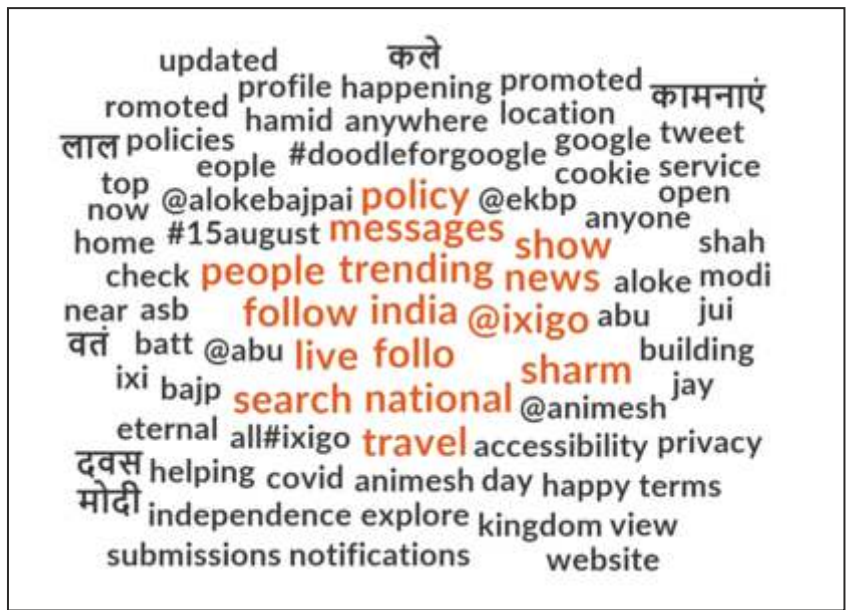 updated कले
profile happening promoted कामनाएं
romoted hamid anywhere location
लाल policies #doodleforgoogle google tweet
eople cookie service
top @alokebajpai policy @ekbp open
now #15august messages show anyone
home shah
check people trending news aloke modi
near asb follow india @ixigo abu jui
वतं batt @abu live follo building
ixi bajp sharm jay
search national @animesh
eternal all#ixigo travel accessibility privacy
दवस helping covid animesh day happy terms
मोदी independence explore kingdom view
submissions notifications website